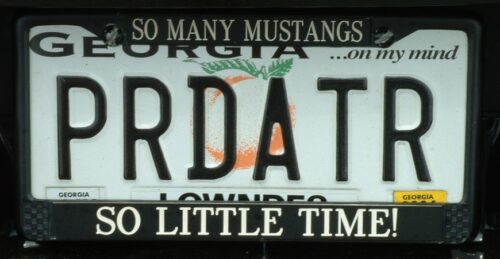 SO MANY MUSTANGS
GEORGIA
...on my mind
PRDATR
GEORGIA
LOWNDES
GEORGIA
SO LITTLE TIME!